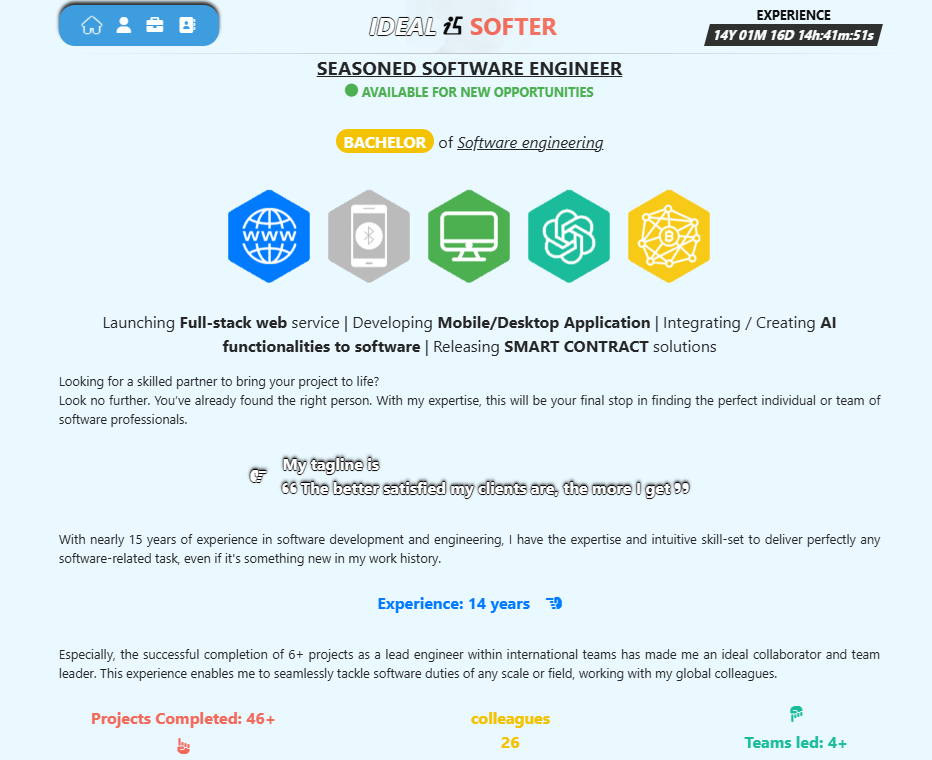 IDEAL is SOFTER
EXPERIENCE
14Y 01M 16D 14h:41m:51s
SEASONED SOFTWARE ENGINEER
AVAILABLE FOR NEW OPPORTUNITIES
BACHELOR of Software engineering
WWW
B
Launching Full-stack web service | Developing Mobile/Desktop Application | Integrating / Creating AI
functionalities to software | Releasing SMART CONTRACT solutions
Looking for a skilled partner to bring your project to life?
Look no further. You've already found the right person. With my expertise, this will be your final stop in finding the perfect individual or team of
software professionals.
My tagline is
“ The better satisfied my clients are, the more I get ”
With nearly 15 years of experience in software development and engineering, I have the expertise and intuitive skill-set to deliver perfectly any
software-related task, even if it's something new in my work history.
Experience: 14 years
Especially, the successful completion of 6+ projects as a lead engineer within international teams has made me an ideal collaborator and team
leader. This experience enables me to seamlessly tackle software duties of any scale or field, working with my global colleagues.
Projects Completed: 46+
colleagues
26
Teams led: 4+